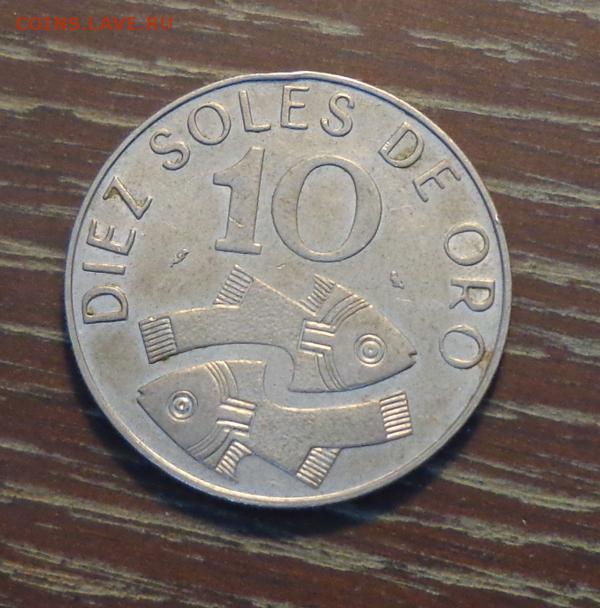 COINS.LAVE.RU
DIEZ SOLES DE ORO
10